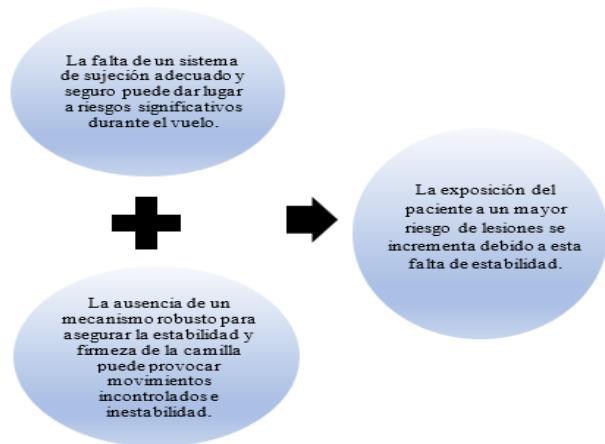 La falta de un sistema
de sujeción adecuado y
seguro puede dar lugar
a riesgos significativos
durante el vuelo.
La ausencia de un
mecanismo robusto para
asegurar la estabilidad y
firmeza de la camilla
puede provocar
movimientos
incontrolados e
inestabilidad.
La exposición del
paciente a un mayor
riesgo de lesiones se
incrementa debido a esta
falta de estabilidad.